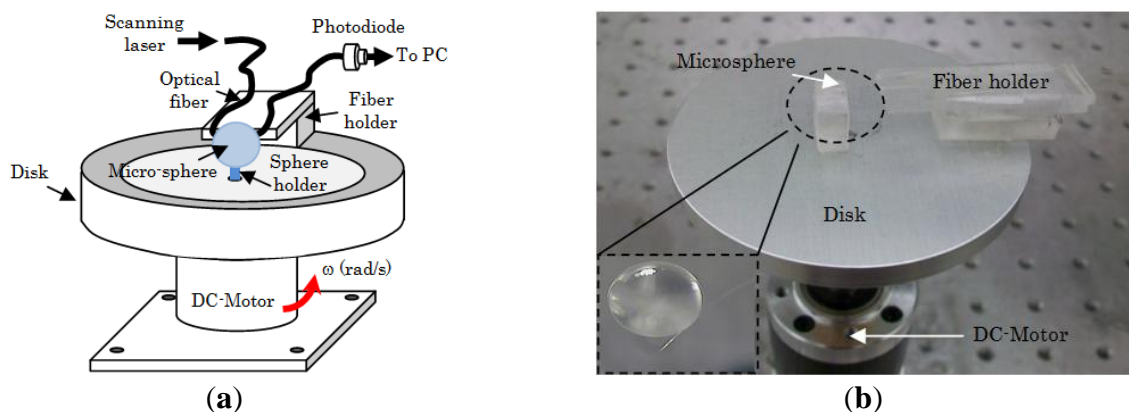 Scanning
laser
Photodiode
To PC
Optical
fiber
Fiber
holder
Micro-sphere
Sphere
holder
Disk
ω (rad/s)
DC-Motor
(a)
Microsphere
Fiber holder
Disk
DC-Motor
(b)